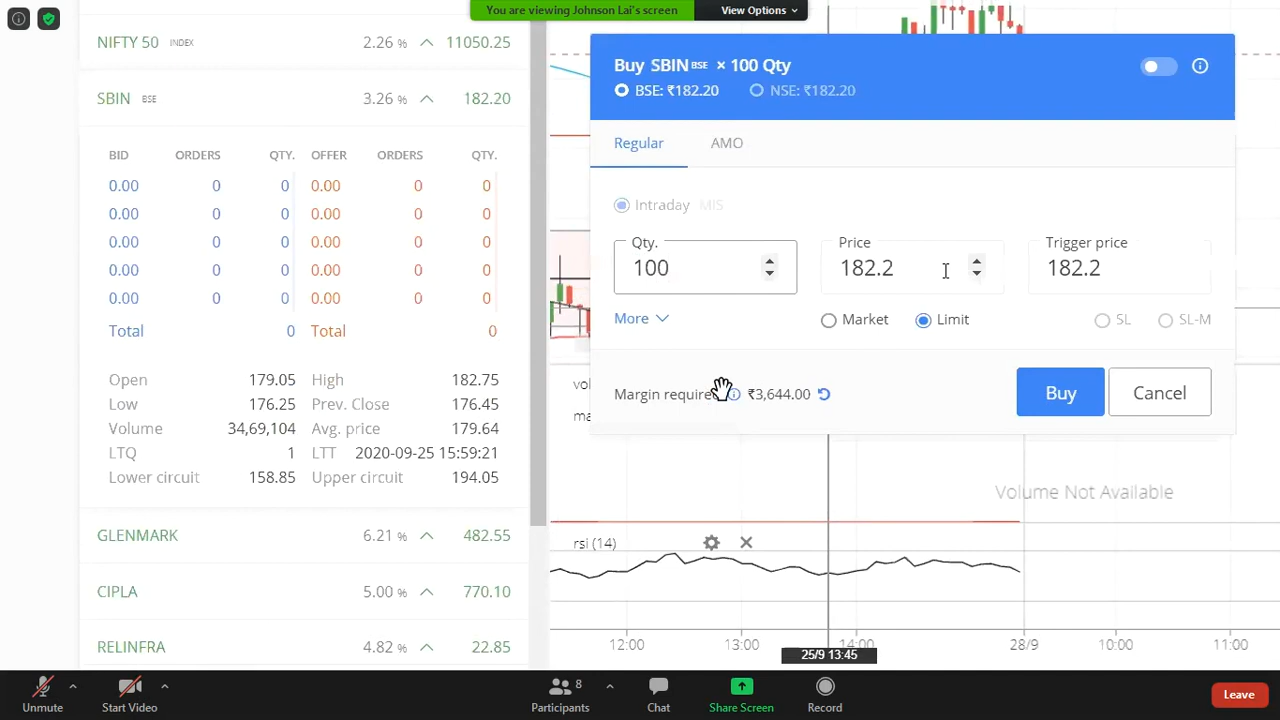 You are viewing Johnson Lai's screen View Options
NIFTY 50 INDEX 2.26 % 11050.25
SBIN BSE 3.26 % 182.20
BID ORDERS QTY. OFFER ORDERS QTY.
0.00 0 0 0.00 0 0
0.00 0 0 0.00 0 0
0.00 0 0 0.00 0 0
0.00 0 0 0.00 0 0
0.00 0 0 0.00 0 0
Total 0 Total 0
Open 179.05 High 182.75
Low 176.25 Prev. Close 176.45
Volume 34,69,104 Avg. price 179.64
LTQ 1 LTT 2020-09-25 15:59:21
Lower circuit 158.85 Upper circuit 194.05
GLENMARK 6.21 % 482.55
CIPLA 5.00 % 770.10
RELINFRA 4.82 % 22.85
Buy SBIN BSE × 100 Qty
BSE: ₹182.20 NSE: ₹182.20
Regular AMO
Intraday MIS
Qty. Price Trigger price
100 182.2 182.2
More Market Limit SL SL-M
Margin require ₹3,644.00 Buy Cancel
vo
ma
Volume Not Available
rsi (14)
12:00 13:00 14:00 28/9 10:00 11:00
25/9 13:45
Unmute Start Video Participants 8 Chat Share Screen Record Leave